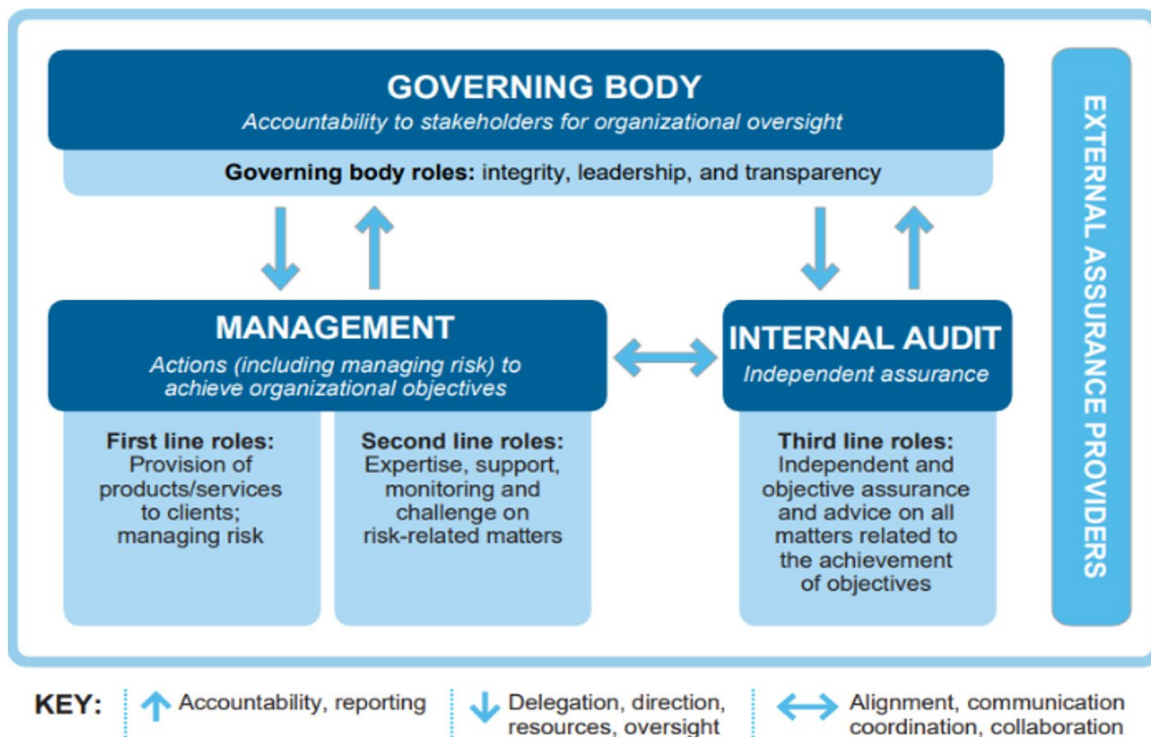 GOVERNING BODY
Accountability to stakeholders for organizational oversight
Governing body roles: integrity, leadership, and transparency
MANAGEMENT
Actions (including managing risk) to
achieve organizational objectives
First line roles:
Provision of
products/services
to clients;
managing risk
Second line roles:
Expertise, support,
monitoring and
challenge on
risk-related matters
INTERNAL AUDIT
Independent assurance
Third line roles:
Independent and
objective assurance
and advice on all
matters related to
the achievement
of objectives
EXTERNAL ASSURANCE PROVIDERS
KEY:
Accountability, reporting
Delegation, direction,
resources, oversight
Alignment, communication
coordination, collaboration